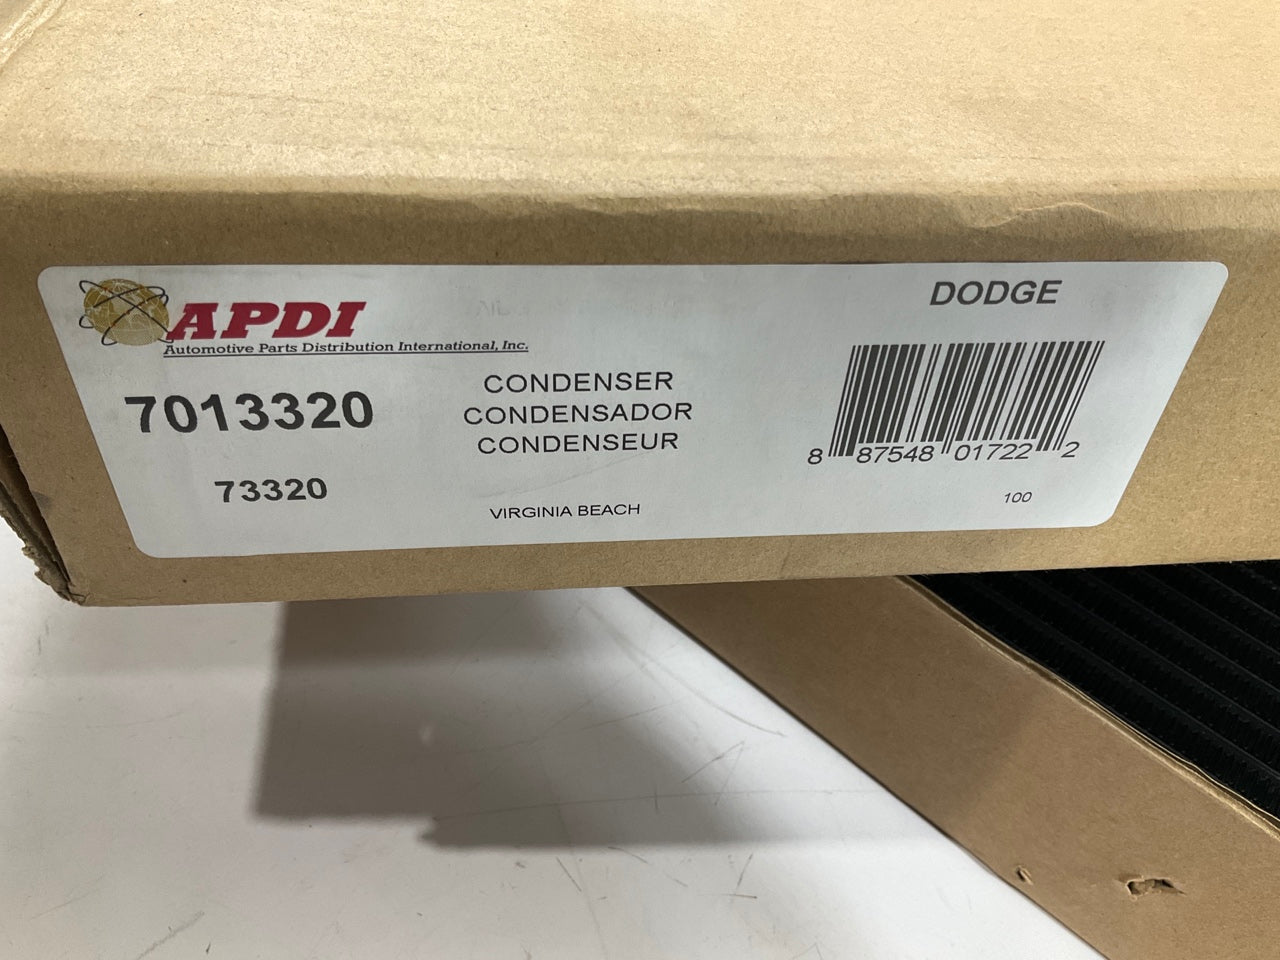 APDI
Automotive Parts Distribution International, Inc.
DODGE
7013320
CONDENSER
CONDENSADOR
CONDENSEUR
8 87548 01722 2
73320
VIRGINIA BEACH
100